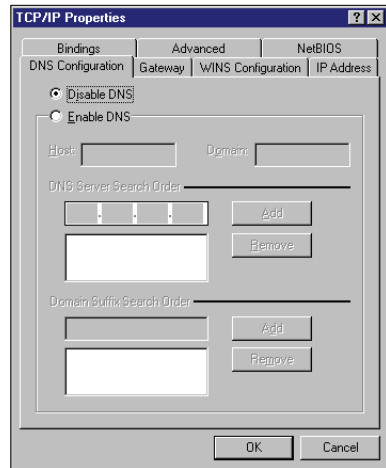 TCP/IP Properties
Bindings Advanced NetBIOS
DNS Configuration Gateway WINS Configuration IP Address
Disable DNS
Enable DNS
Host: Domain:
DNS Server Search Order
Add
Remove
Domain Suffix Search Order
Add
Remove
OK Cancel